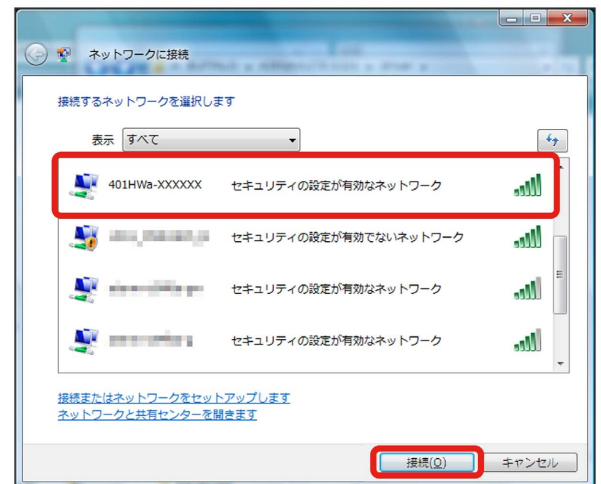 ネットワークに接続
接続するネットワークを選択します
表示 すべて
401HWa-XXXXXX セキュリティの設定が有効なネットワーク
セキュリティの設定が有効でないネットワーク
セキュリティの設定が有効なネットワーク
セキュリティの設定が有効なネットワーク
接続またはネットワークをセットアップします
ネットワークと共有センターを開きます
接続(O) キャンセル